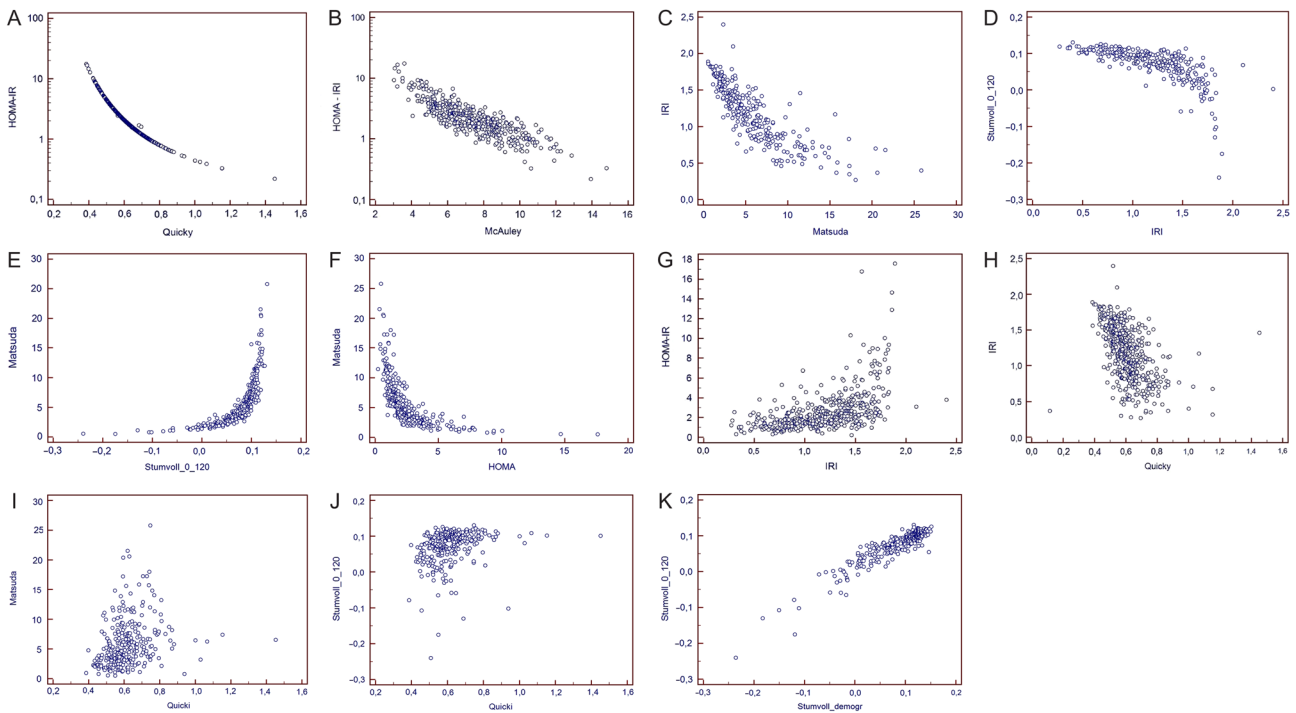 A
HOMA-IR
100
10
1
0,1
0,2 0,4 0,6 0,8 1,0 1,2 1,4 1,6
Quicky
B
HOMA - IRI
100
10
1
0,1
2 4 6 8 10 12 14 16
McAuley
C
IRI
2,5
2,0
1,5
1,0
0,5
0,0
0 5 10 15 20 25 30
Matsuda
D
Stumvoll_0_120
0,2
0,1
0,0
−0,1
−0,2
−0,3
0,0 0,5 1,0 1,5 2,0 2,5
IRI
E
Matsuda
30
20
20
15
10
5
0
−0,3 −0,2 −0,1 0,0 0,1 0,2
Stumvoll_0_120
F
Matsuda
30
20
20
15
10
5
0
0 5 10 15 20
HOMA
G
HOMA-IR
18
16
14
12
10
8
6
4
2
0
0,0 0,5 1,0 1,5 2,0 2,5
IRI
H
IRI
2,5
2,0
1,5
1,0
0,5
0,0
0,0 0,2 0,4 0,6 0,8 1,0 1,2 1,4 1,6
Quicky
I
Matsuda
30
25
20
15
10
5
0
0,2 0,4 0,6 0,8 1,0 1,2 1,4 1,6
Quicki
J
Stumvoll_0_120
0,2
0,1
0,0
−0,1
−0,2
−0,3
0,2 0,4 0,6 0,8 1,0 1,2 1,4 1,6
Quicki
K
Stumvoll_0_120
0,2
0,1
0,0
−0,1
−0,2
−0,3
−0,3 −0,2 −0,1 0,0 0,1 0,2
Stumvoll_demogr